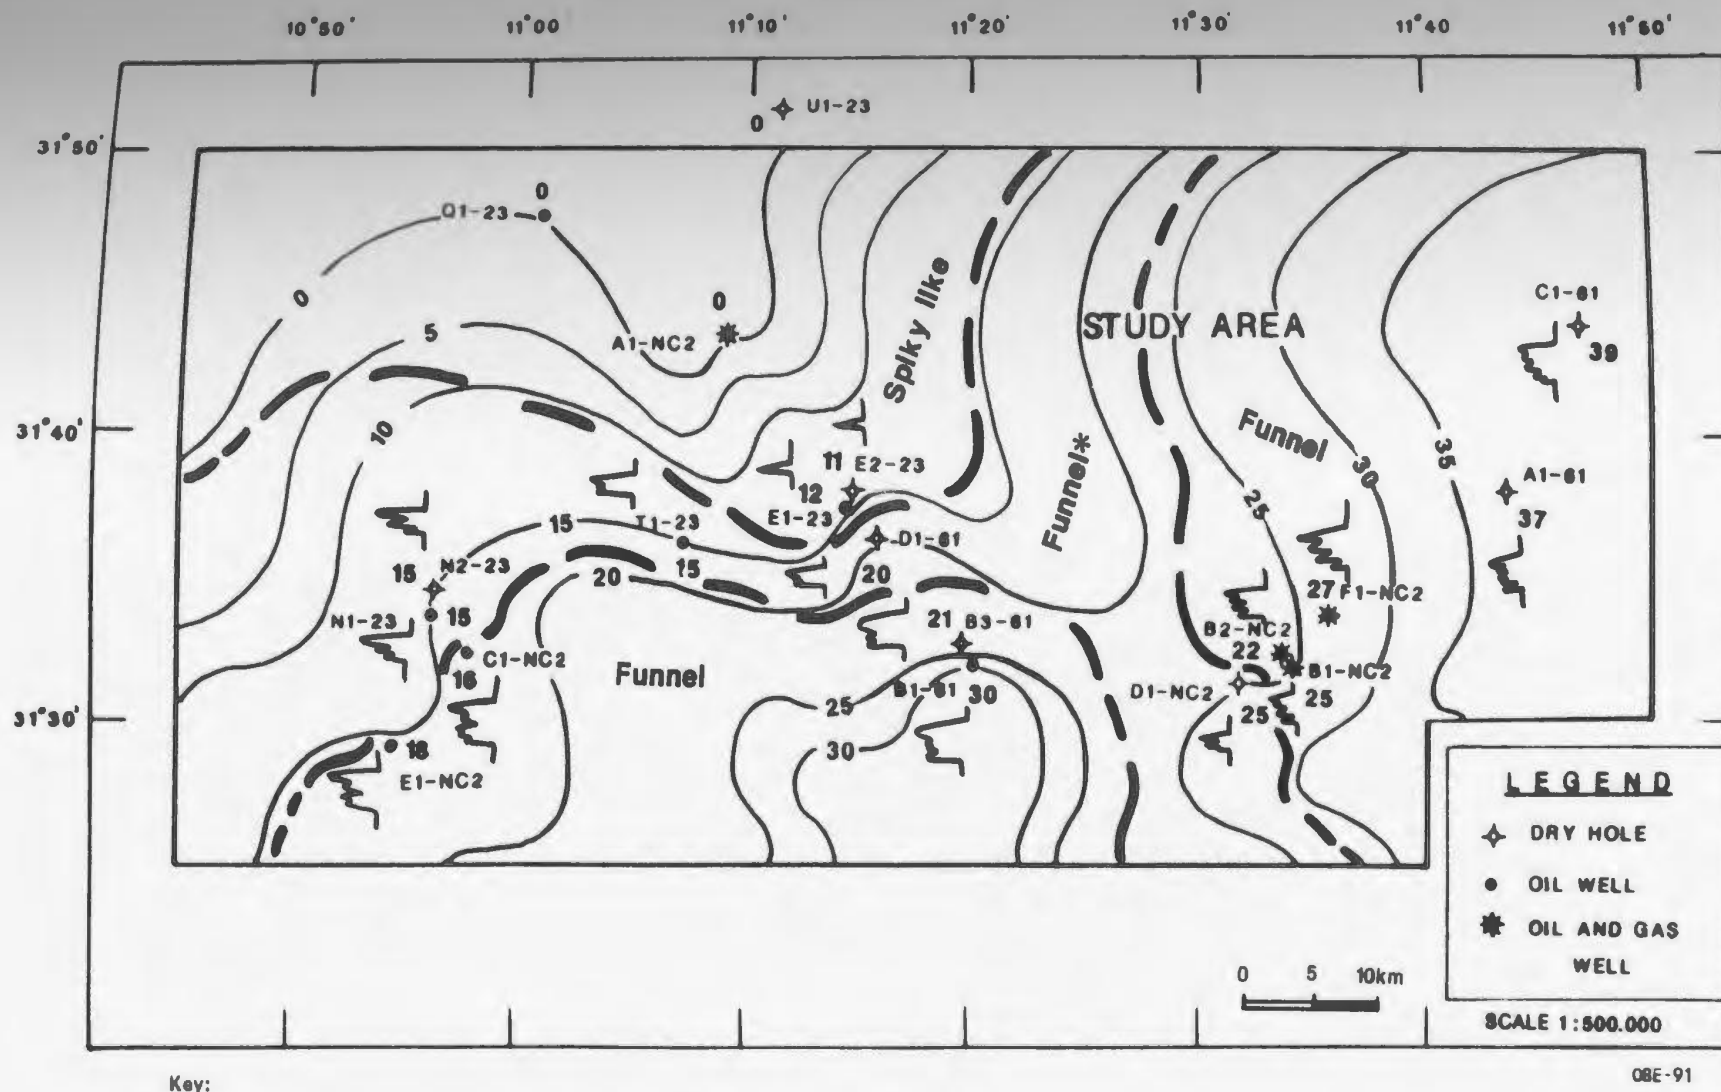 10°50' 11°00' 11°10' 11°20' 11°30' 11°40' 11°50'
0 U1-23
31°50'
0
Q1-23
0
0
A1-NC2
5
Spiky like
STUDY AREA
C1-61
39
31°40'
10
Funnel
Funnel*
11 E2-23
12
E1-23
30
35
25
A1-61
37
15
T1-23
15
D1-61
20
15 N2-23
20
N1-23
15
27 F1-NC2
21 B3-61
B2-NC2
22
C1-NC2
16
Funnel
B1-61 30
D1-NC2
B1-NC2
25
25
31°30'
25
30
18
E1-NC2
LEGEND
DRY HOLE
OIL WELL
OIL AND GAS
WELL
0 5 10km
SCALE 1:500.000
Key:
OBE-91